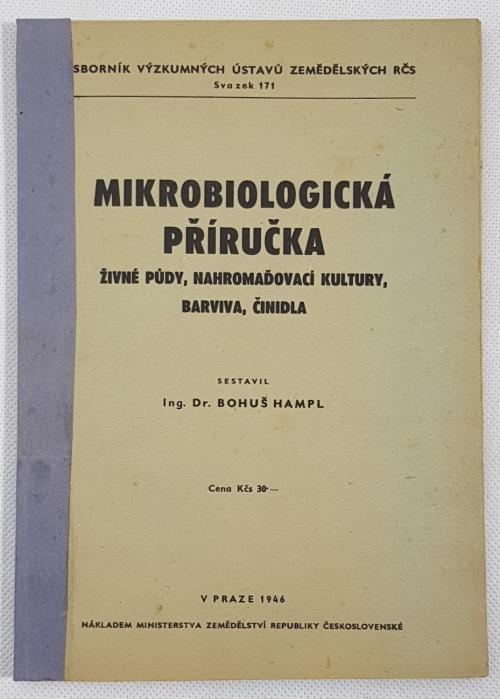 SBORNÍK VÝZKUMNÝCH ÚSTAVŮ ZEMĚDĚLSKÝCH RČS
Svazek 171
MIKROBIOLOGICKÁ
PŘÍRUČKA
ŽIVNÉ PŮDY, NAHROMAĎOVACÍ KULTURY,
BARVIVA, ČINIDLA
SESTAVIL
Ing. Dr. BOHUŠ HAMPL
Cena Kčs 30·—
V PRAZE 1946
NÁKLADEM MINISTERSTVA ZEMĚDĚLSTVÍ REPUBLIKY ČESKOSLOVENSKÉ